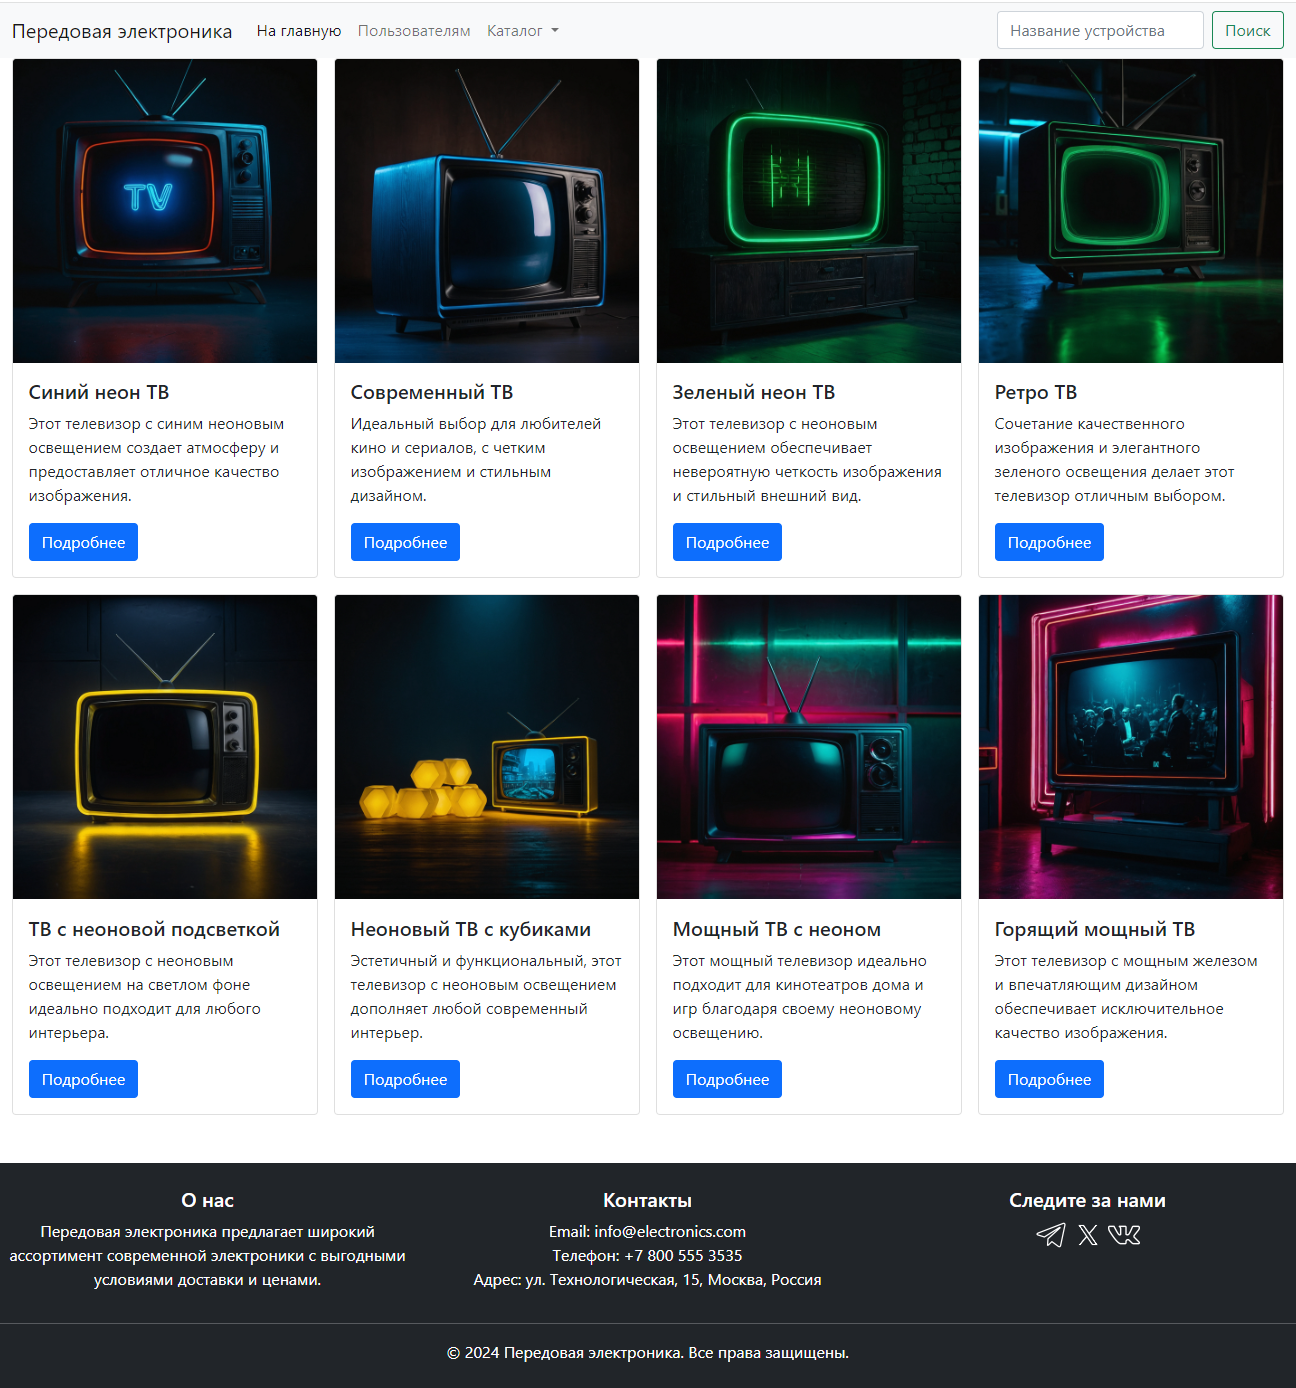 Передовая электроника На главную Пользователям Каталог Название устройства Поиск
TV
Синий неон ТВ
Этот телевизор с синим неоновым
освещением создает атмосферу и
предоставляет отличное качество
изображения.
Подробнее
Современный ТВ
Идеальный выбор для любителей
кино и сериалов, с четким
изображением и стильным
дизайном.
Подробнее
Зеленый неон ТВ
Этот телевизор с неоновым
освещением обеспечивает
невероятную четкость изображения
и стильный внешний вид.
Подробнее
Ретро ТВ
Сочетание качественного
изображения и элегантного
зеленого освещения делает этот
телевизор отличным выбором.
Подробнее
ТВ с неоновой подсветкой
Этот телевизор с неоновым
освещением на светлом фоне
идеально подходит для любого
интерьера.
Подробнее
Неоновый ТВ с кубиками
Эстетичный и функциональный, этот
телевизор с неоновым освещением
дополняет любой современный
интерьер.
Подробнее
Мощный ТВ с неоном
Этот мощный телевизор идеально
подходит для кинотеатров дома и
игр благодаря своему неоновому
освещению.
Подробнее
Горящий мощный ТВ
Этот телевизор с мощным железом
и впечатляющим дизайном
обеспечивает исключительное
качество изображения.
Подробнее
О нас
Передовая электроника предлагает широкий
ассортимент современной электроники с выгодными
условиями доставки и ценами.
Контакты
Email: info@electronics.com
Телефон: +7 800 555 3535
Адрес: ул. Технологическая, 15, Москва, Россия
Следите за нами
© 2024 Передовая электроника. Все права защищены.